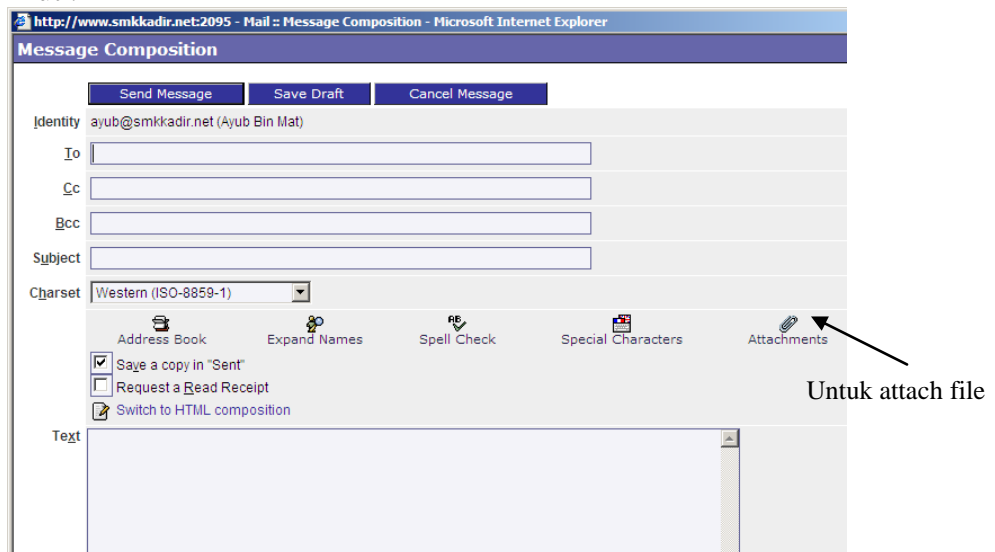 http://www.smkkadir.net:2095 - Mail :: Message Composition - Microsoft Internet Explorer
Message Composition
Send Message Save Draft Cancel Message
Identity ayub@smkkadir.net (Ayub Bin Mat)
To
Cc
Bcc
Subject
Charset Western (ISO-8859-1)
Address Book Expand Names Spell Check Special Characters Attachments
Save a copy in "Sent"
Request a Read Receipt
Untuk attach file
Switch to HTML composition
Text